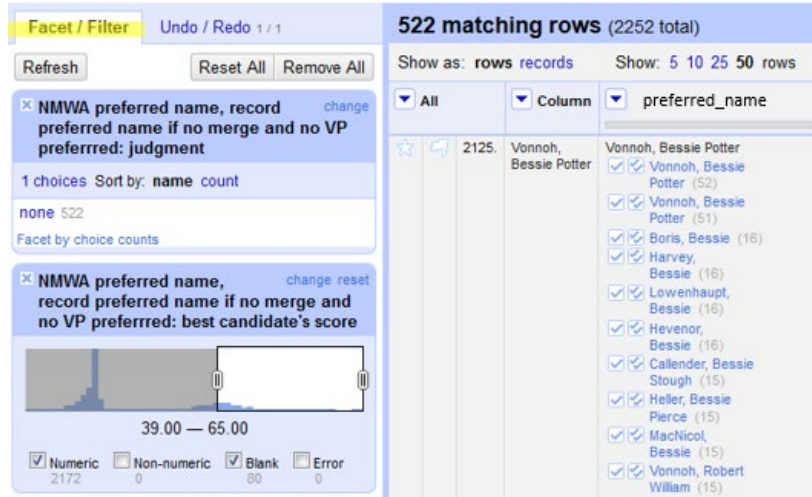 Facet / Filter
Undo / Redo 1 / 1
Refresh
Reset All
Remove All
NMWA preferred name, record
change
preferred name if no merge and no VP
preferrred: judgment
1 choices Sort by: name count
none 522
Facet by choice counts
NMWA preferred name,
change reset
record preferred name if no merge and
no VP preferrred: best candidate's score
39.00 — 65.00
Numeric
2172
Non-numeric
0
Blank
80
Error
0
522 matching rows (2252 total)
Show as: rows records
Show: 5 10 25 50 rows
All
Column
preferred_name
2125.
Vonnoh,
Bessie Potter
Vonnoh, Bessie Potter
Vonnoh, Bessie
Potter (52)
Vonnoh, Bessie
Potter (51)
Boris, Bessie (16)
Harvey,
Bessie (16)
Lowenhaupt,
Bessie (16)
Hevenor,
Bessie (16)
Callender, Bessie
Stough (15)
Heller, Bessie
Pierce (15)
MacNicol,
Bessie (15)
Vonnoh, Robert
William (15)